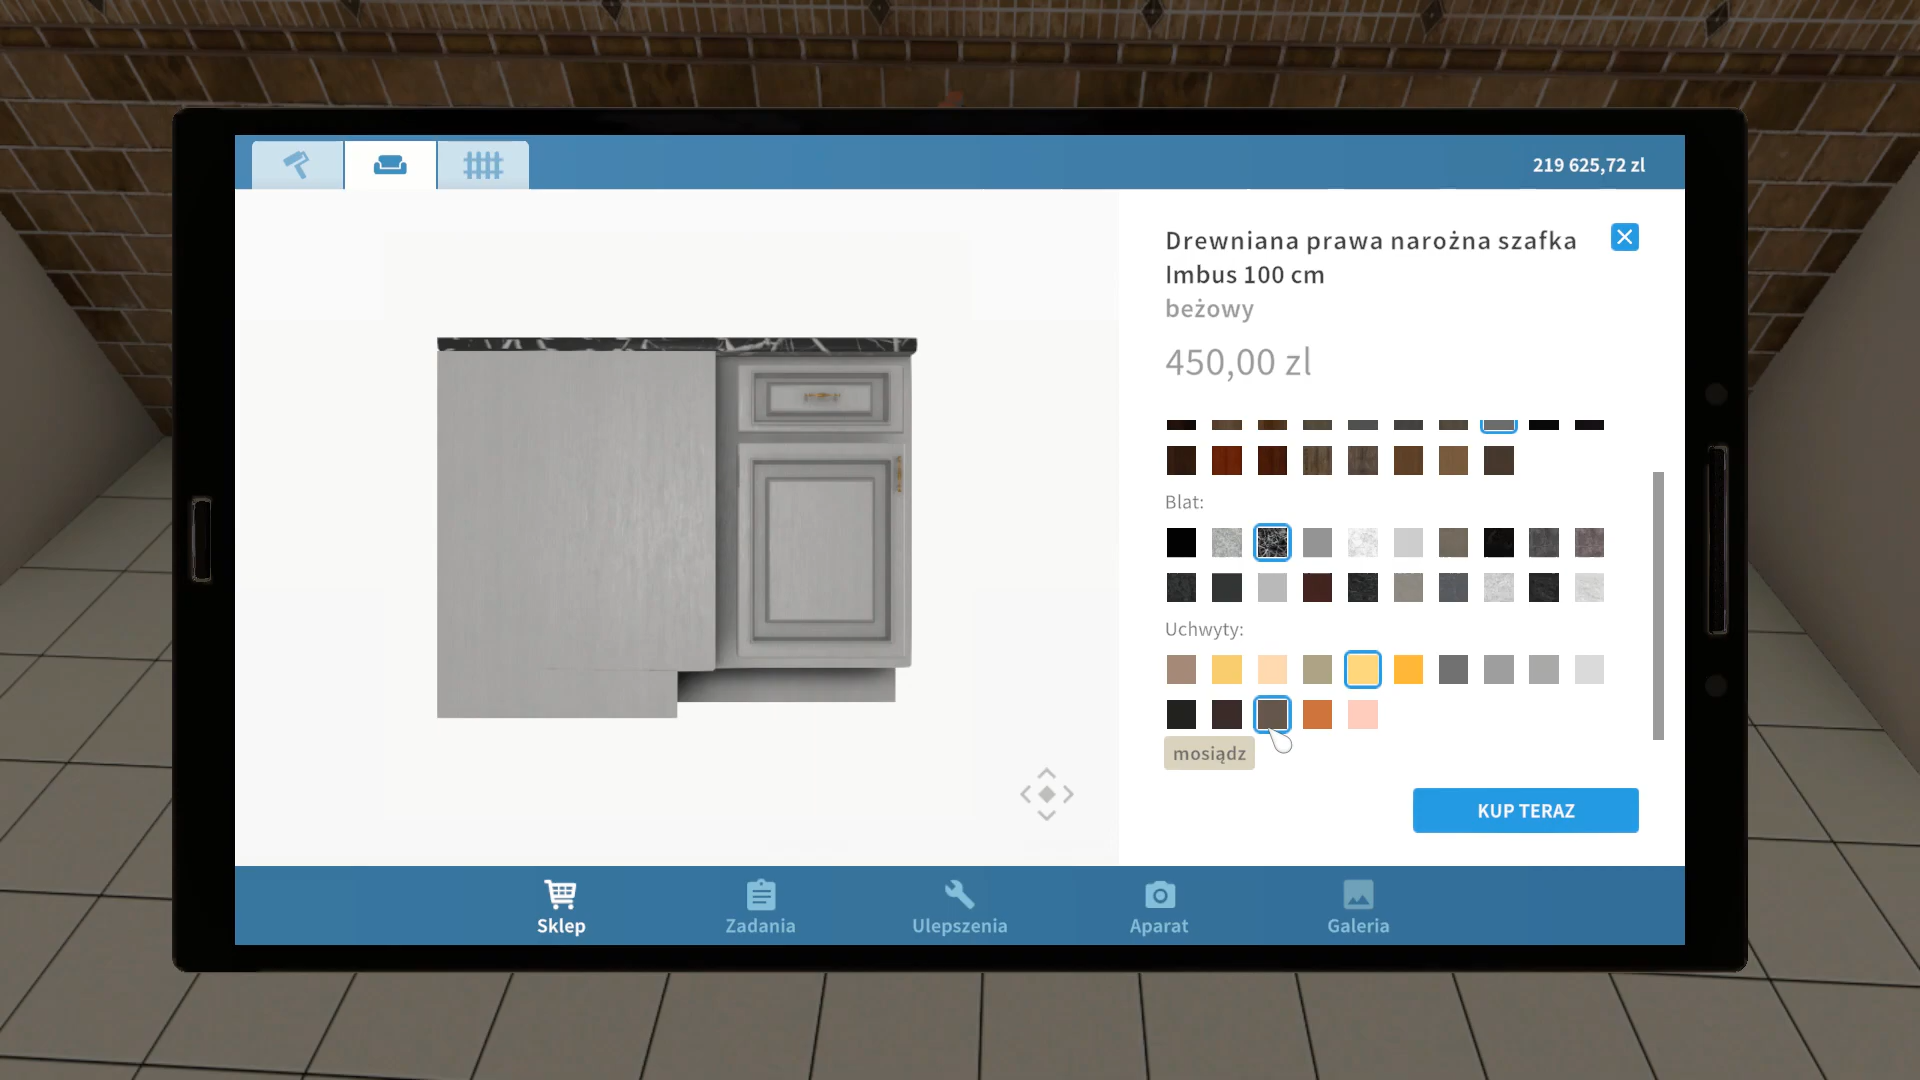 219 625,72 zl
Drewniana prawa narożna szafka
Imbus 100 cm
beżowy
450,00 zl
Blat:
Uchwyty:
mosiądz
KUP TERAZ
Sklep
Zadania
Ulepszenia
Aparat
Galeria